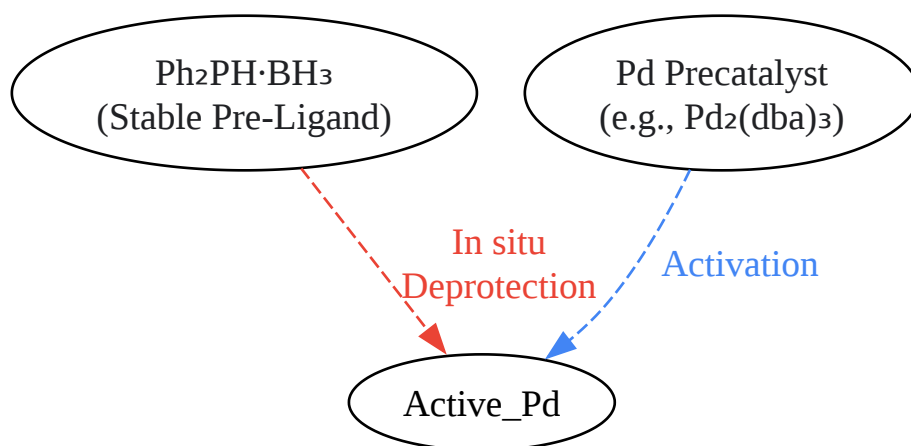 Ph₂PH·BH₃
(Stable Pre-Ligand)
Pd Precatalyst
(e.g., Pd₂(dba)₃)
In situ
Deprotection
Activation
Active_Pd